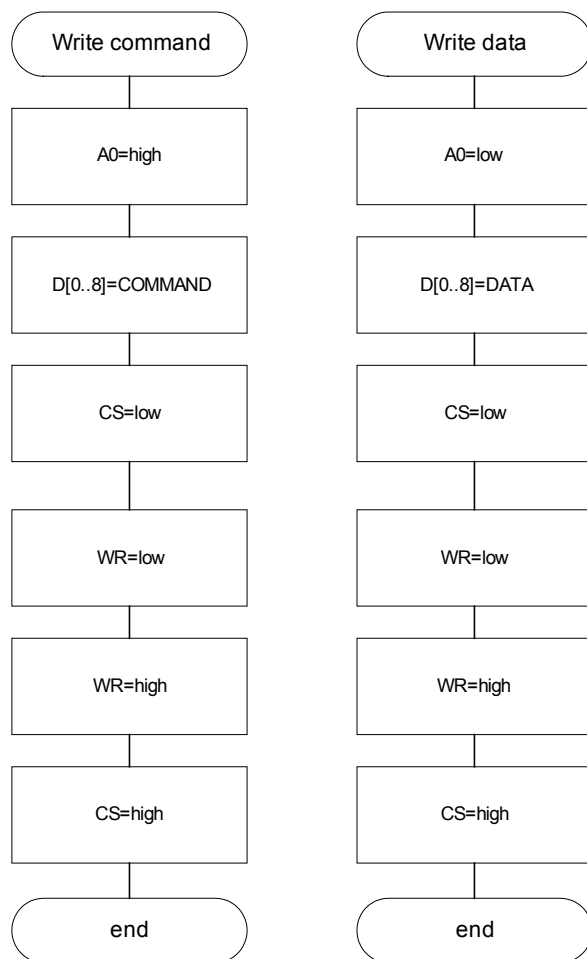 Write command
A0=high
D[0..8]=COMMAND
CS=low
WR=low
WR=high
CS=high
end
Write data
A0=low
D[0..8]=DATA
CS=low
WR=low
WR=high
CS=high
end